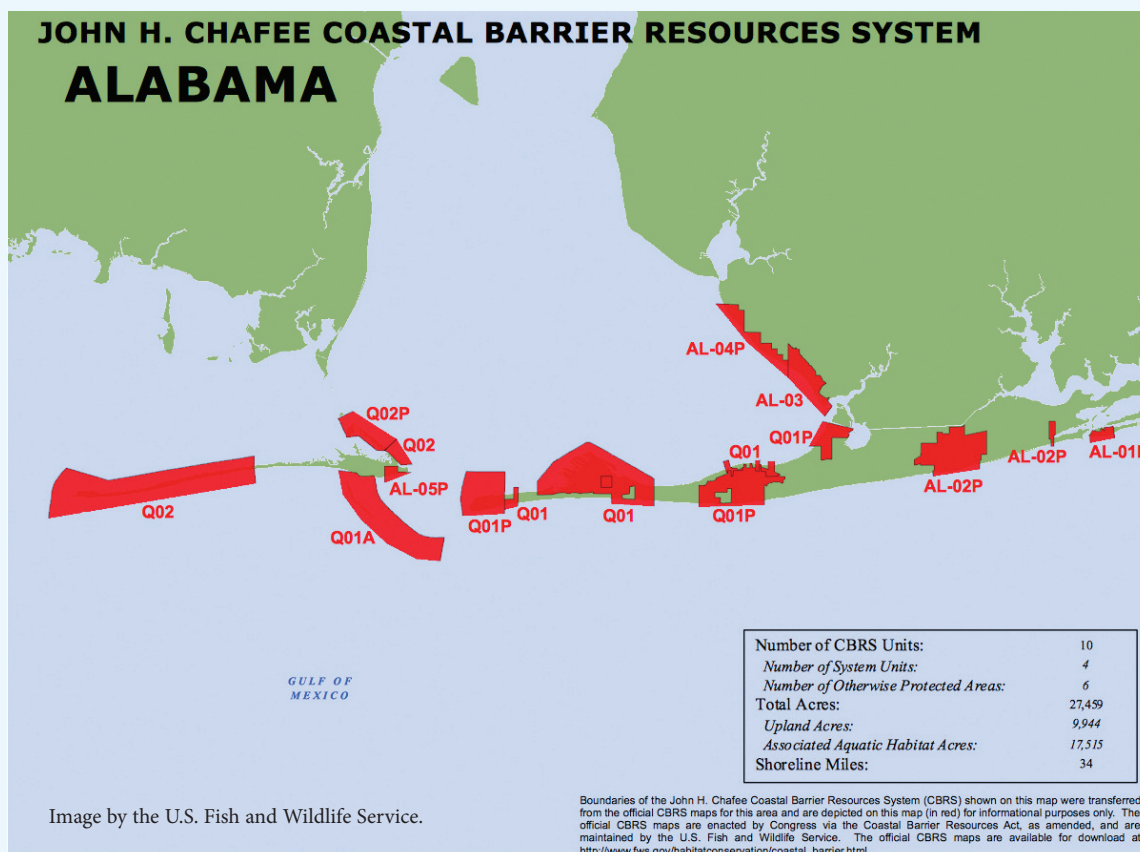 JOHN H. CHAFEE COASTAL BARRIER RESOURCES SYSTEM
ALABAMA
AL-04P
AL-03
Q02P
Q02
Q01P
Q01
AL-02P
AL-01P
AL-05P
AL-02P
Q02
Q01A
Q01P
Q01
Q01
Q01P
GULF OF
MEXICO
Number of CBRS Units: 10
Number of System Units: 4
Number of Otherwise Protected Areas: 6
Total Acres: 27,459
Upland Acres: 9,944
Associated Aquatic Habitat Acres: 17,515
Shoreline Miles: 34
Image by the U.S. Fish and Wildlife Service.
Boundaries of the John H. Chafee Coastal Barrier Resources System (CBRS) shown on this map were transferred
from the official CBRS maps for this area and are depicted on this map (in red) for informational purposes only. The
official CBRS maps are enacted by Congress via the Coastal Barrier Resources Act, as amended, and are
maintained by the U.S. Fish and Wildlife Service. The official CBRS maps are available for download at
http://www.fws.gov/habitatconservation/coastal_barrier.html